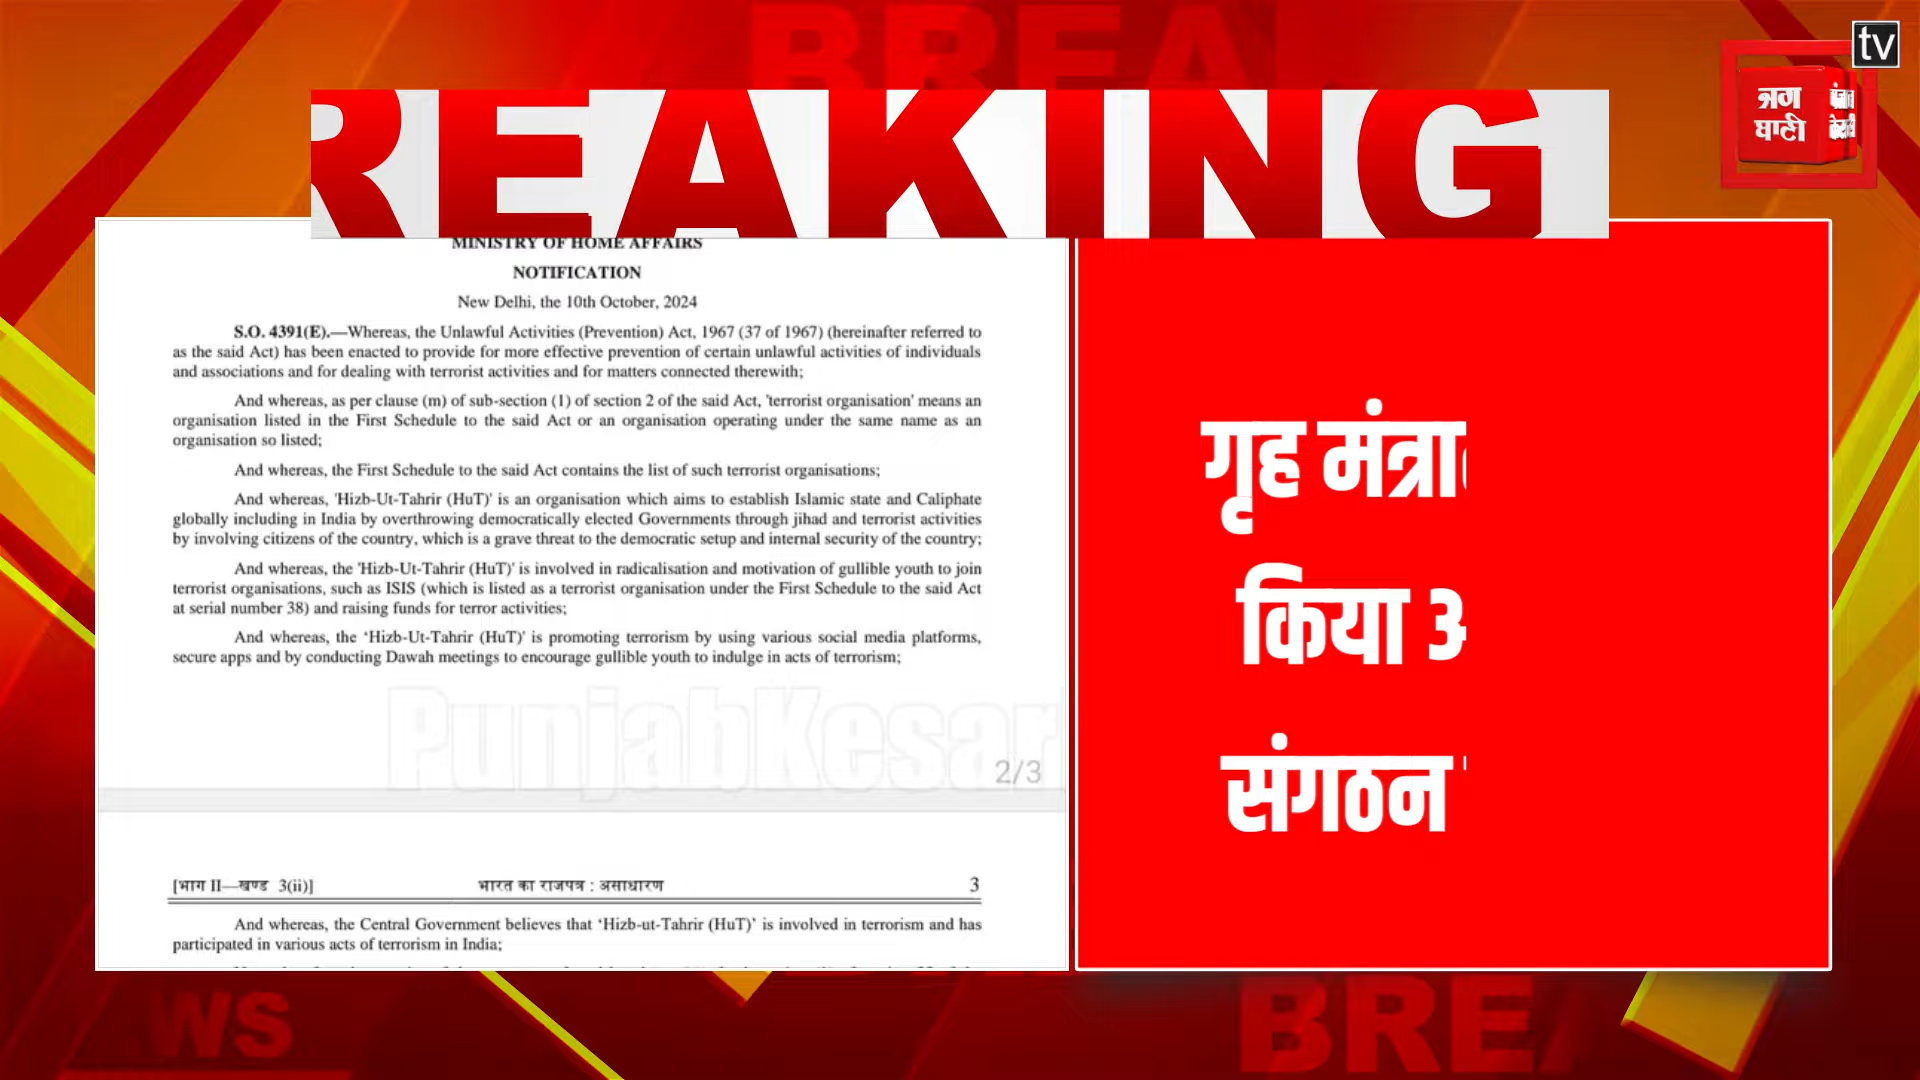 BREA
tv
REAKING
जग
बाणी
MINISTRY OF HOME AFFAIRS
NOTIFICATION
New Delhi, the 10th October, 2024
S.O. 4391(E).—Whereas, the Unlawful Activities (Prevention) Act, 1967 (37 of 1967) (hereinafter referred to
as the said Act) has been enacted to provide for more effective prevention of certain unlawful activities of individuals
and associations and for dealing with terrorist activities and for matters connected therewith;
And whereas, as per clause (m) of sub-section (1) of section 2 of the said Act, 'terrorist organisation' means an
organisation listed in the First Schedule to the said Act or an organisation operating under the same name as an
organisation so listed;
And whereas, the First Schedule to the said Act contains the list of such terrorist organisations;
And whereas, 'Hizb-Ut-Tahrir (HuT)' is an organisation which aims to establish Islamic state and Caliphate
globally including in India by overthrowing democratically elected Governments through jihad and terrorist activities
by involving citizens of the country, which is a grave threat to the democratic setup and internal security of the country;
And whereas, the 'Hizb-Ut-Tahrir (HuT)' is involved in radicalisation and motivation of gullible youth to join
terrorist organisations, such as ISIS (which is listed as a terrorist organisation under the First Schedule to the said Act
at serial number 38) and raising funds for terror activities;
And whereas, the ‘Hizb-Ut-Tahrir (HuT)' is promoting terrorism by using various social media platforms,
secure apps and by conducting Dawah meetings to encourage gullible youth to indulge in acts of terrorism;
PunjabKesar
2/3
[भाग II—खण्ड 3(ii)]
भारत का राजपत्र : असाधारण
3
And whereas, the Central Government believes that ‘Hizb-ut-Tahrir (HuT)’ is involved in terrorism and has
participated in various acts of terrorism in India;
गृह मंत्रा
किया
संगठन
WS
BREA